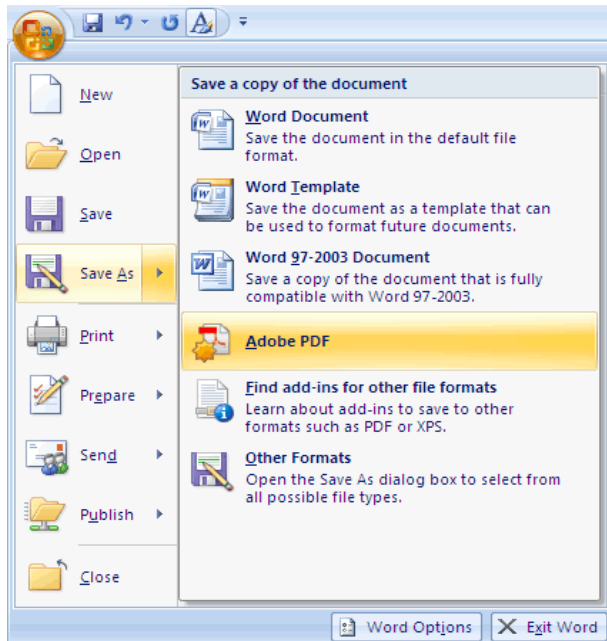 New
Open
Save
Save As
Print
Prepare
Send
Publish
Close
Save a copy of the document
Word Document
Save the document in the default file
format.
Word Template
Save the document as a template that can
be used to format future documents.
Word 97-2003 Document
Save a copy of the document that is fully
compatible with Word 97-2003.
Adobe PDF
Find add-ins for other file formats
Learn about add-ins to save to other
formats such as PDF or XPS.
Other Formats
Open the Save As dialog box to select from
all possible file types.
Word Options
Exit Word